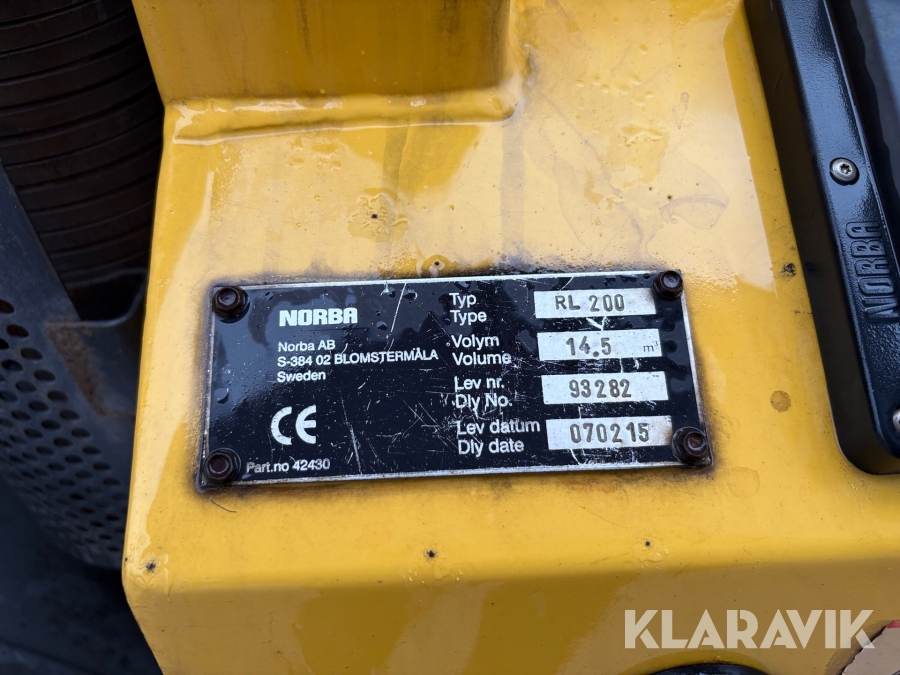 NORBA
Norba AB
S-384 02 BLOMSTERMÅLA
Sweden
CE
Part.no 42430
Typ
Type
RL 200
Volym
Volume
14.5 m³
Lev nr.
Dly No.
93282
Lev datum
Dly date
070215
NORBA
KLARAVIK